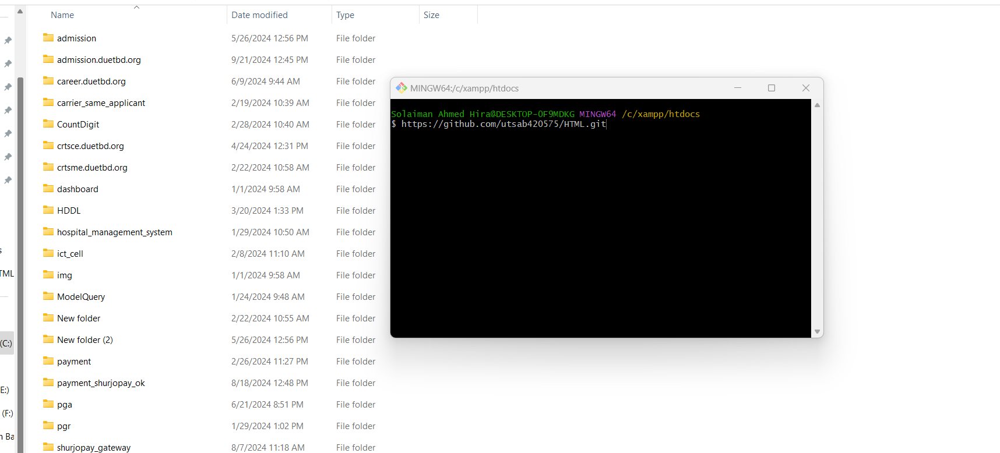 Name Date modified Type Size
admission 5/26/2024 12:56 PM File folder
admission.duetbd.org 9/21/2024 12:45 PM File folder
career.duetbd.org 6/9/2024 9:44 AM File folder
carrier_same_applicant 2/19/2024 10:39 AM File folder
CountDigit 2/28/2024 10:40 AM File folder
crtsce.duetbd.org 4/24/2024 12:31 PM File folder
crtsme.duetbd.org 2/22/2024 10:58 AM File folder
dashboard 1/1/2024 9:58 AM File folder
HDDL 3/20/2024 1:33 PM File folder
hospital_management_system 1/29/2024 10:50 AM File folder
ict_cell 2/8/2024 11:10 AM File folder
img 1/1/2024 9:58 AM File folder
ModelQuery 1/24/2024 9:48 AM File folder
New folder 2/22/2024 10:55 AM File folder
New folder (2) 5/26/2024 12:56 PM File folder
payment 2/26/2024 11:27 PM File folder
payment_shurjopay_ok 8/18/2024 12:48 PM File folder
pga 6/21/2024 8:51 PM File folder
pgr 1/29/2024 1:02 PM File folder
shurjopay_gateway 8/7/2024 11:18 AM File folder
s
TML
(C:)
E:)
(F:)
n Ba
MINGW64:/c/xampp/htdocs
Solaiman Ahmed Hira@DESKTOP-OF9MDKG MINGW64 /c/xampp/htdocs
$ https://github.com/utsab420575/HTML.git